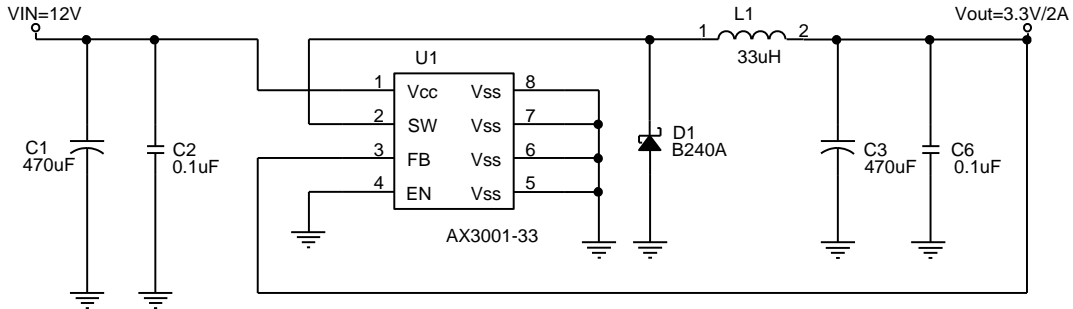 VIN=12V
L1
Vout=3.3V/2A
1 2
33uH
U1
1 Vcc Vss 8
2 SW Vss 7
3 FB Vss 6
4 EN Vss 5
AX3001-33
C1
470uF
C2
0.1uF
D1
B240A
C3
470uF
C6
0.1uF